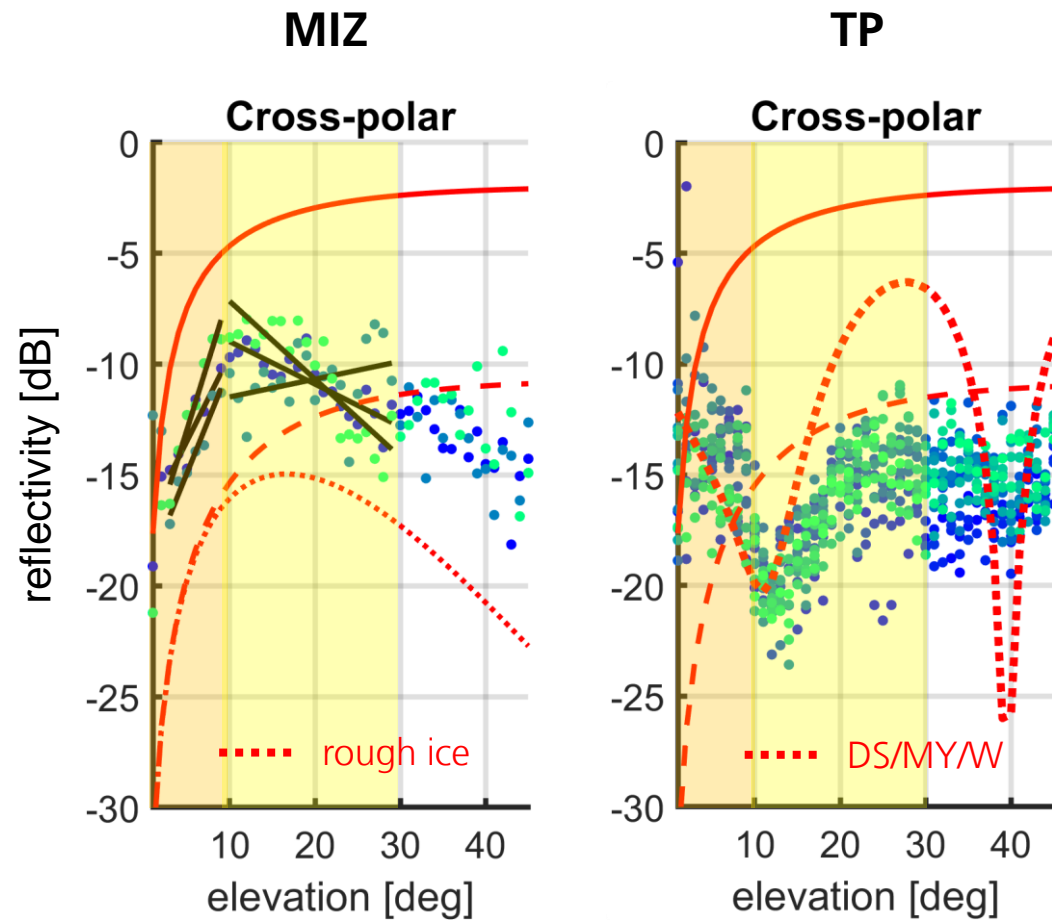 MIZ
TP
Cross-polar
Cross-polar
reflectivity [dB]
0
-5
-10
-15
-20
-25
-30
rough ice
10 20 30 40
elevation [deg]
0
-5
-10
-15
-20
-25
-30
DS/MY/W
10 20 30 40
elevation [deg]